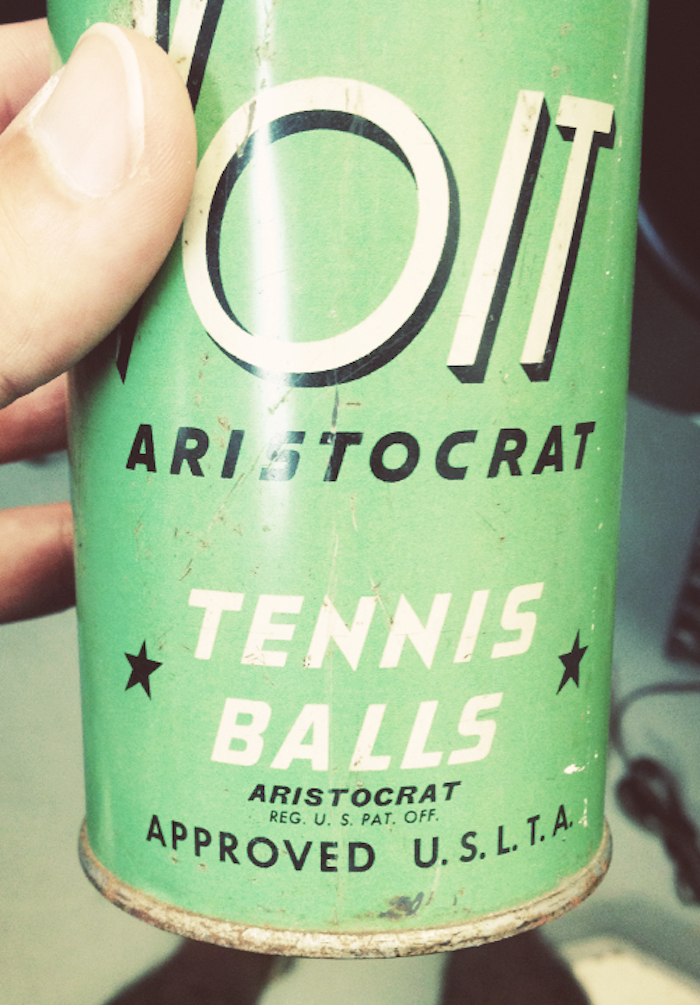 VOIT
ARISTOCRAT
TENNIS
BALLS
ARISTOCRAT
REG. U. S. PAT. OFF.
APPROVED U. S. L. T. A.